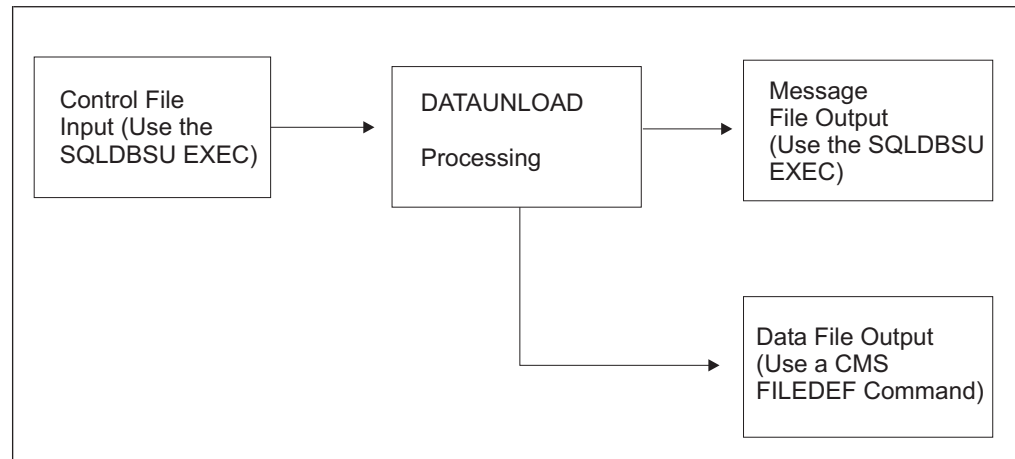 Control File
Input (Use the
SQLDBSU EXEC)
DATAUNLOAD
Processing
Message
File Output
(Use the SQLDBSU
EXEC)
Data File Output
(Use a CMS
FILEDEF Command)